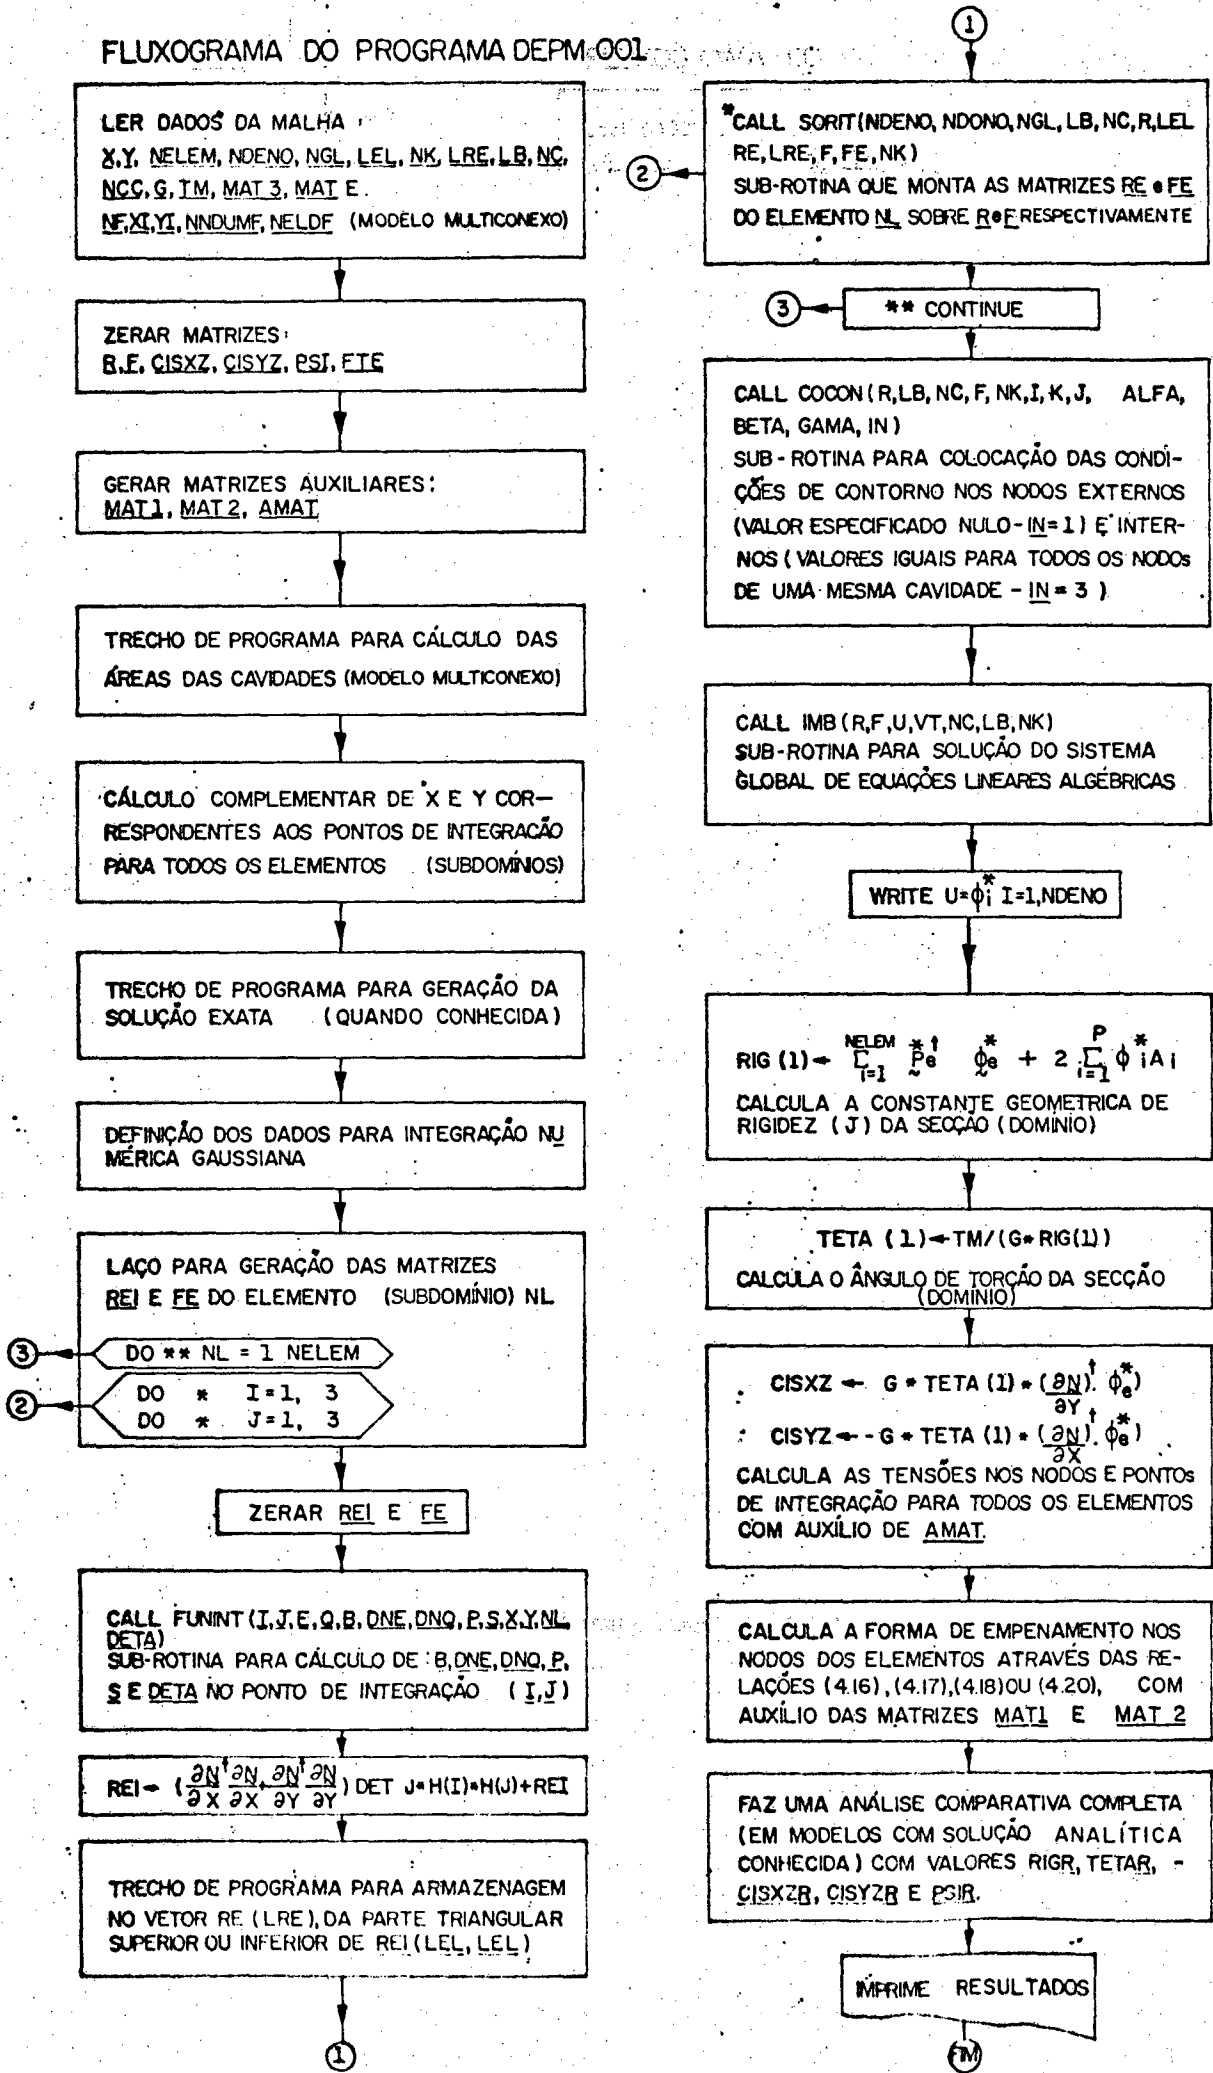 FLUXOGRAMA DO PROGRAMA DEPM 001
LER DADOS DA MALHA :
X,Y, NELEM, NDENO, NGL, LEL, NK, LRE, LB, NC,
NCC, G, TM, MAT 3, MAT E.
NF, XI, YI, NNDUMF, NELDF (MODELO MULTICONEXO)
ZERAR MATRIZES:
R,F, CISXZ, CISYZ, PSI, FTE
GERAR MATRIZES AUXILIARES:
MAT1, MAT 2, AMAT
TRECHO DE PROGRAMA PARA CÁLCULO DAS
ÁREAS DAS CAVIDADES (MODELO MULTICONEXO)
CÁLCULO COMPLEMENTAR DE X E Y COR-
RESPONDENTES AOS PONTOS DE INTEGRAÇÃO
PARA TODOS OS ELEMENTOS (SUBDOMÍNIOS)
TRECHO DE PROGRAMA PARA GERAÇÃO DA
SOLUÇÃO EXATA (QUANDO CONHECIDA)
DEFINIÇÃO DOS DADOS PARA INTEGRAÇÃO NU
MÉRICA GAUSSIANA
LAÇO PARA GERAÇÃO DAS MATRIZES
REI E FE DO ELEMENTO (SUBDOMÍNIO) NL
3
DO ** NL = 1 NELEM
2
DO * I=1, 3
DO * J=1, 3
ZERAR REI E FE
CALL FUNINT (I,J,E,Q,B,DNE,DNQ,P,S,X,Y,NL,
DETA)
SUB-ROTINA PARA CÁLCULO DE : B,DNE,DNQ,P,
S E DETA NO PONTO DE INTEGRAÇÃO (I,J)
REI← (∂N^t/∂X ∂N/∂X + ∂N^t/∂Y ∂N/∂Y) DET J*H(I)*H(J)+REI
TRECHO DE PROGRAMA PARA ARMAZENAGEM
NO VETOR RE (LRE), DA PARTE TRIANGULAR
SUPERIOR OU INFERIOR DE REI (LEL, LEL)
1
1
*CALL SORIT(NDENO, NDONO, NGL, LB, NC, R, LEL
RE, LRE, F, FE, NK)
SUB-ROTINA QUE MONTA AS MATRIZES RE e FE
DO ELEMENTO NL SOBRE R e F RESPECTIVAMENTE
2
3
** CONTINUE
CALL COCON (R, LB, NC, F, NK, I, K, J, ALFA,
BETA, GAMA, IN)
SUB-ROTINA PARA COLOCAÇÃO DAS CONDI-
ÇÕES DE CONTORNO NOS NODOS EXTERNOS
(VALOR ESPECIFICADO NULO - IN=1) E INTER-
NOS (VALORES IGUAIS PARA TODOS OS NODOS
DE UMA MESMA CAVIDADE - IN = 3 )
CALL IMB (R,F,U,VT,NC,LB,NK)
SUB-ROTINA PARA SOLUÇÃO DO SISTEMA
GLOBAL DE EQUAÇÕES LINEARES ALGÉBRICAS
WRITE U=ϕ*i I=1,NDENO
RIG (1)← NELEM Σ i=1 P*e^t ϕ*e + 2 P Σ i=1 ϕ*i Ai
CALCULA A CONSTANTE GEOMETRICA DE
RIGIDEZ (J) DA SECÇÃO (DOMÍNIO)
TETA (1)←TM/(G*RIG(1))
CALCULA O ÂNGULO DE TORÇÃO DA SECÇÃO
(DOMÍNIO)
CISXZ ← G * TETA (1) * (∂N/∂Y)^t. ϕ*e)
CISYZ ← - G * TETA (1) * (∂N/∂X)^t. ϕ*e)
CALCULA AS TENSÕES NOS NODOS E PONTOS
DE INTEGRAÇÃO PARA TODOS OS ELEMENTOS
COM AUXÍLIO DE AMAT.
CALCULA A FORMA DE EMPENAMENTO NOS
NODOS DOS ELEMENTOS ATRAVÉS DAS RE-
LAÇÕES (4.16), (4.17), (4.18) OU (4.20), COM
AUXÍLIO DAS MATRIZES MAT1 E MAT 2
FAZ UMA ANÁLISE COMPARATIVA COMPLETA
(EM MODELOS COM SOLUÇÃO ANALÍTICA
CONHECIDA) COM VALORES RIGR, TETAR, -
CISXZR, CISYZR E PSIR.
IMPRIME RESULTADOS
FIM